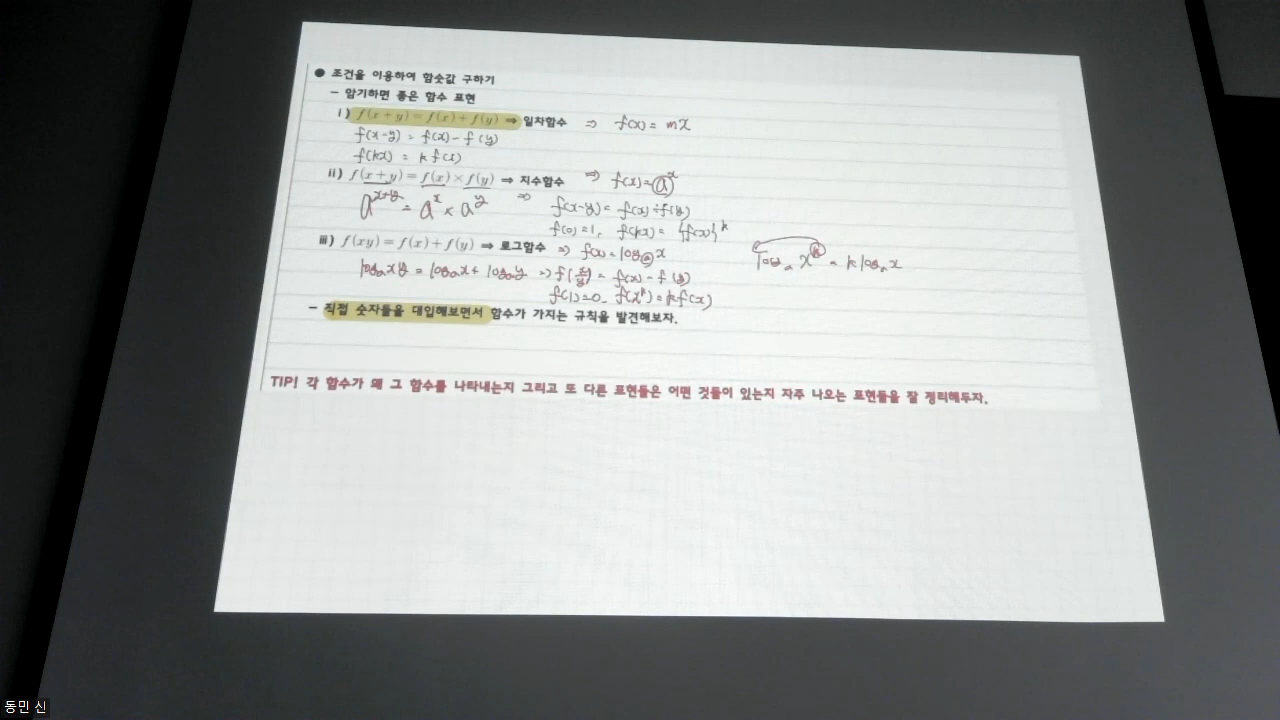 ● 조건을 이용하여 함숫값 구하기
– 암기하면 좋은 함수 표현
ⅰ) f(x+y)=f(x)+f(y) ⇒ 일차함수 ⇒ f(x)=mx
f(x-y)=f(x)-f(y)
f(kx)=kf(x)
ⅱ) f(x+y)=f(x)×f(y) ⇒ 지수함수 ⇒ f(x)=a^x
a^{x+y}=a^x×a^y ⇒ f(x-y)=f(x)÷f(y)
f(0)=1, f(kx)={f(x)}^k
ⅲ) f(xy)=f(x)+f(y) ⇒ 로그함수 ⇒ f(x)=log_a x
log_a x^k = k log_a x
log_a xy=log_a x+log_a y ⇒ f(x/y)=f(x)-f(y)
f(1)=0, f(x^k)=kf(x)
– 직접 숫자들을 대입해보면서 함수가 가지는 규칙을 발견해보자.
TIP! 각 함수가 왜 그 함수를 나타내는지 그리고 또 다른 표현들은 어떤 것들이 있는지 자주 나오는 표현들을 잘 정리해두자.
동민 신